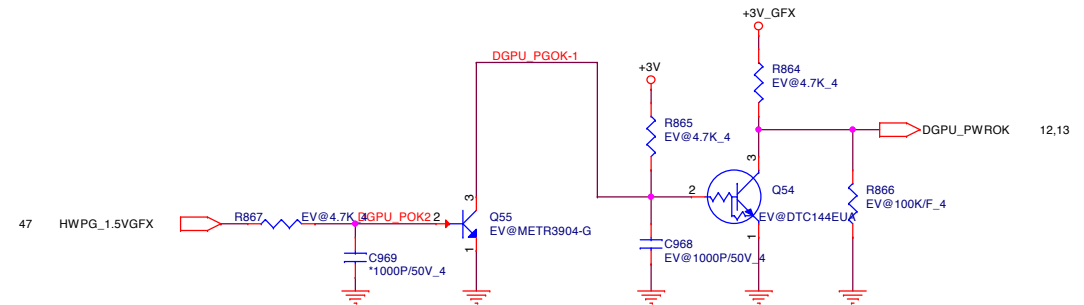 +3V_GFX
DGPU_PGOK-1
+3V
R864
EV@4.7K_4
R865
EV@4.7K_4
DGPU_PWROK
12,13
3
3
2
Q54
EV@DTC144EUA
R866
EV@100K/F_4
47
HWPG_1.5VGFX
R867
EV@4.7K_4
DGPU_POK2
2
Q55
EV@METR3904-G
1
1
C969
*1000P/50V_4
C968
EV@1000P/50V_4